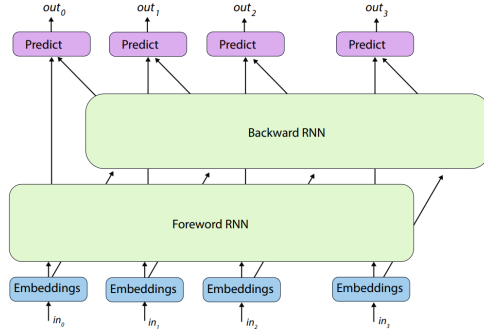 out0 out1 out2 out3
Predict Predict Predict Predict
Backward RNN
Foreword RNN
Embeddings Embeddings Embeddings Embeddings
in0 in1 in2 in3